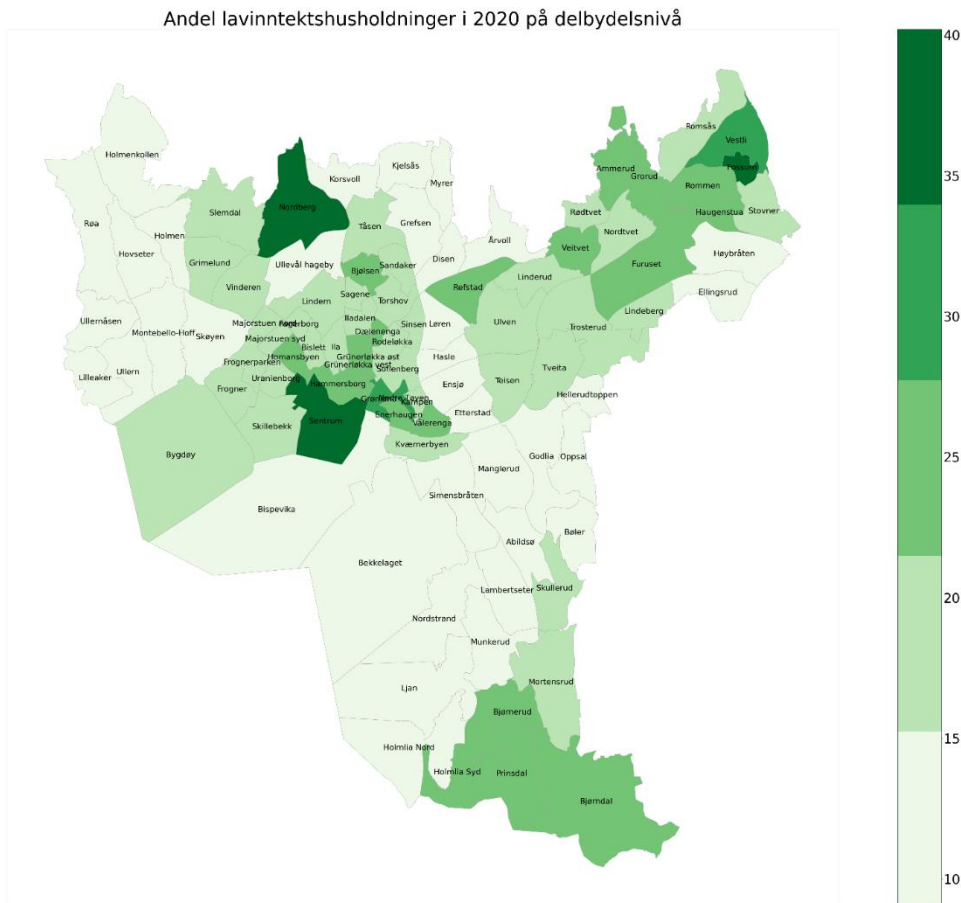 Andel lavinntektshusholdninger i 2020 på delbydelsnivå
40
35
30
25
20
15
10
Romsås
Vestli
Fossum
Holmenkollen
Kjelsås
Korsvoll
Myrer
Ammerud
Grorud
Rommen
Nordberg
Slemdal
Røa
Rødtvet
Haugenstua
Stovner
Tåsen
Grefsen
Holmen
Årvoll
Nordtvet
Hovseter
Veitvet
Høybråten
Disen
Grimelund
Ullevål hageby
Sandaker
Bjølsen
Furuset
Linderud
Vinderen
Refstad
Ellingsrud
Sagene
Lindern
Torshov
Lindeberg
Ullernåsen
Iladalen
Majorstuen nord
Fagerborg
Sinsen
Løren
Ulven
Montebello-Hoff
Dælenenga
Trosterud
Skøyen
Majorstuen syd
Rodeløkka
Bislett
Ila
Homansbyen
Grünerløkka øst
Hasle
Frognerparken
Grünerløkka vest
Sofienberg
Tveita
Ullern
Lilleaker
Uranienborg
Teisen
Hammersborg
Ensjø
Frogner
Hellerudtoppen
Grønland
Nedre Tøyen
Kampen
Enerhaugen
Etterstad
Sentrum
Vålerenga
Skillebekk
Kværnerbyen
Bygdøy
Godlia
Oppsal
Manglerud
Simensbråten
Bispevika
Bøler
Abildsø
Bekkelaget
Lambertseter
Skullerud
Nordstrand
Munkerud
Mortensrud
Ljan
Bjørnerud
Holmlia Nord
Holmlia Syd
Prinsdal
Bjørndal